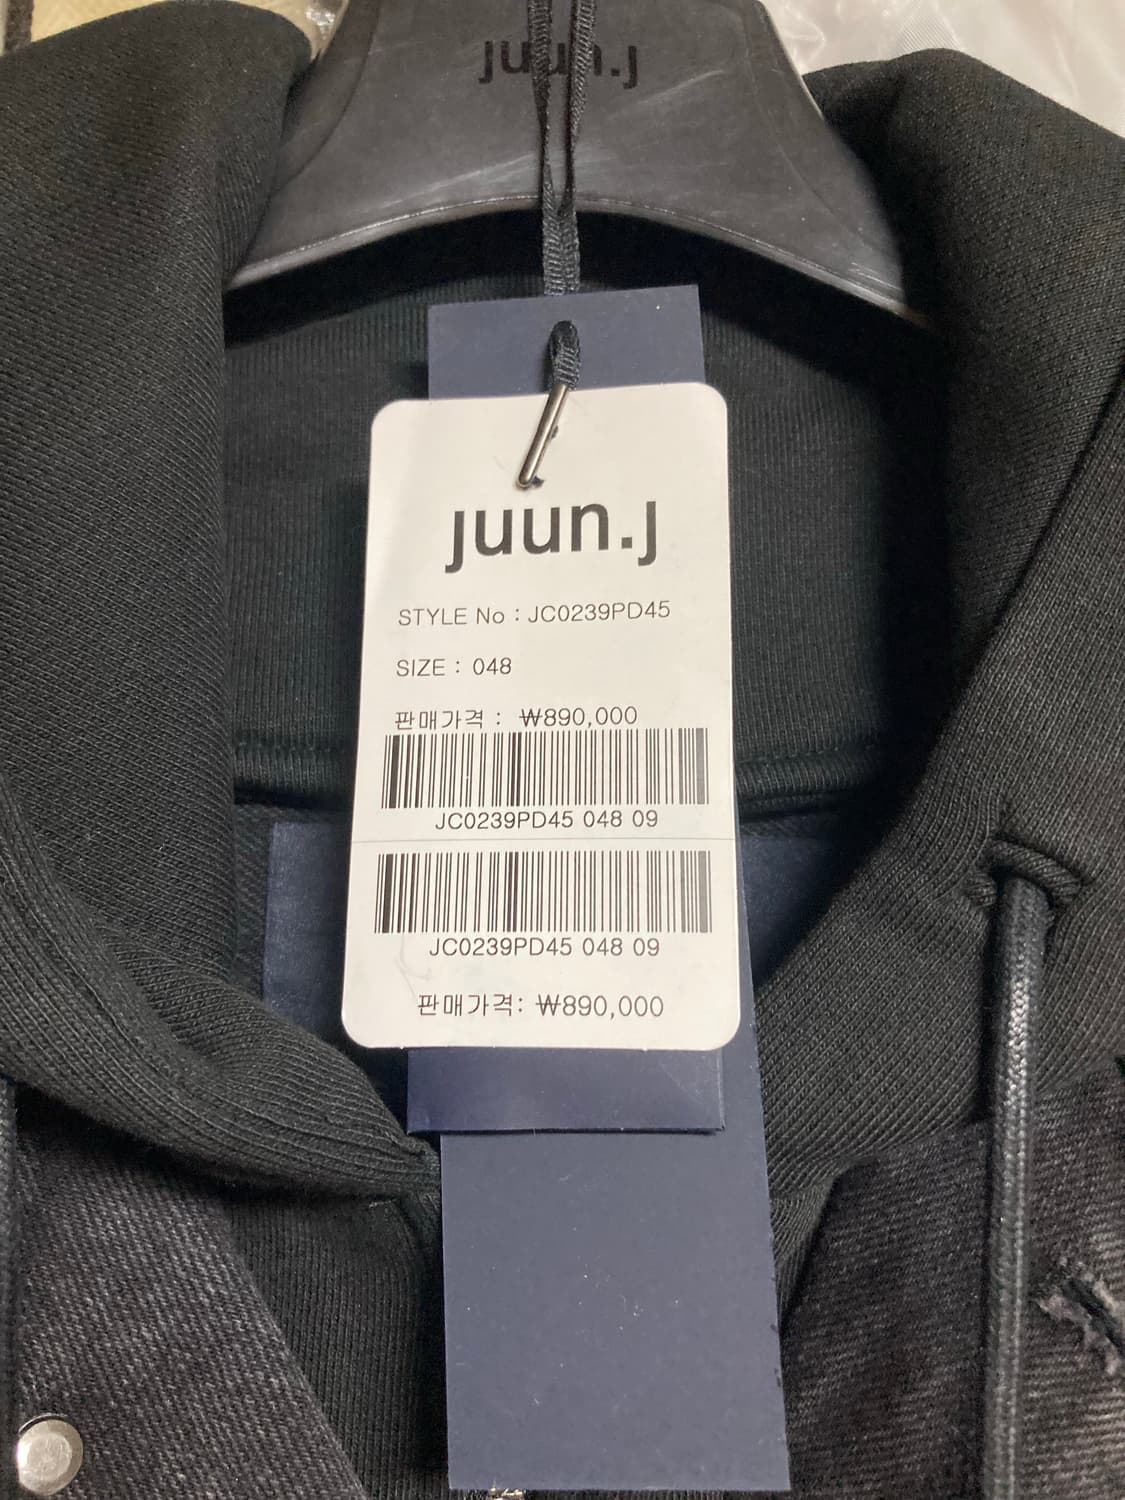 juun.j
juun.j
STYLE No : JC0239PD45
SIZE : 048
판매가격 : ₩890,000
JC0239PD45 048 09
JC0239PD45 048 09
판매가격: ₩890,000